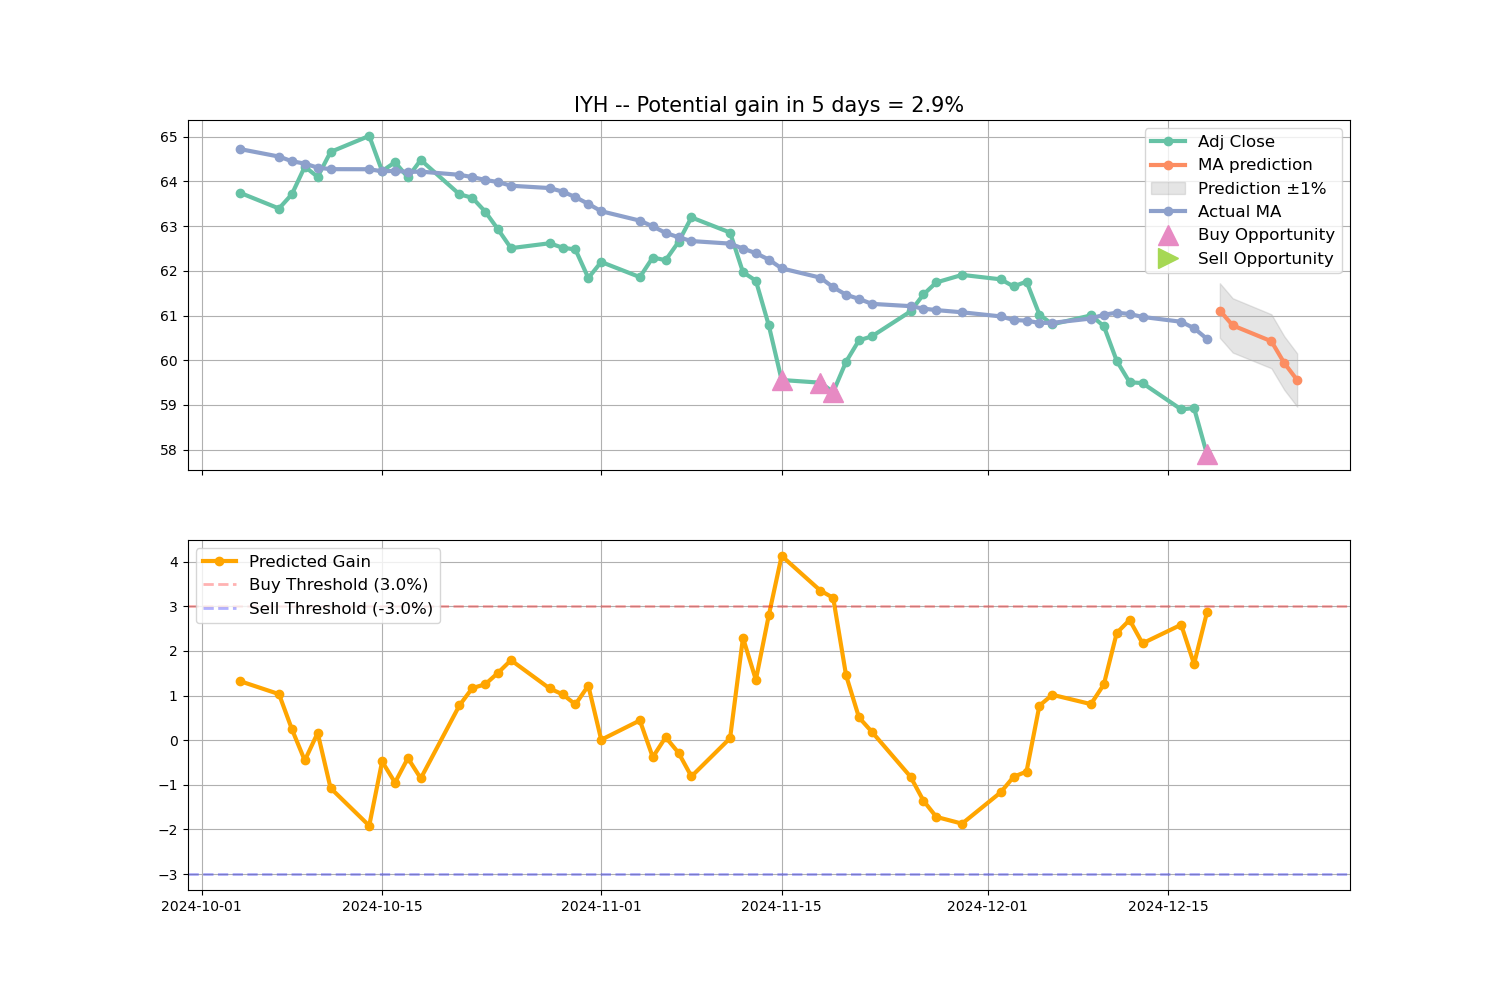 IYH -- Potential gain in 5 days = 2.9%
65
64
63
62
61
60
59
58
Adj Close
MA prediction
Prediction ±1%
Actual MA
Buy Opportunity
Sell Opportunity
4
3
2
1
0
−1
−2
−3
Predicted Gain
Buy Threshold (3.0%)
Sell Threshold (-3.0%)
2024-10-01
2024-10-15
2024-11-01
2024-11-15
2024-12-01
2024-12-15